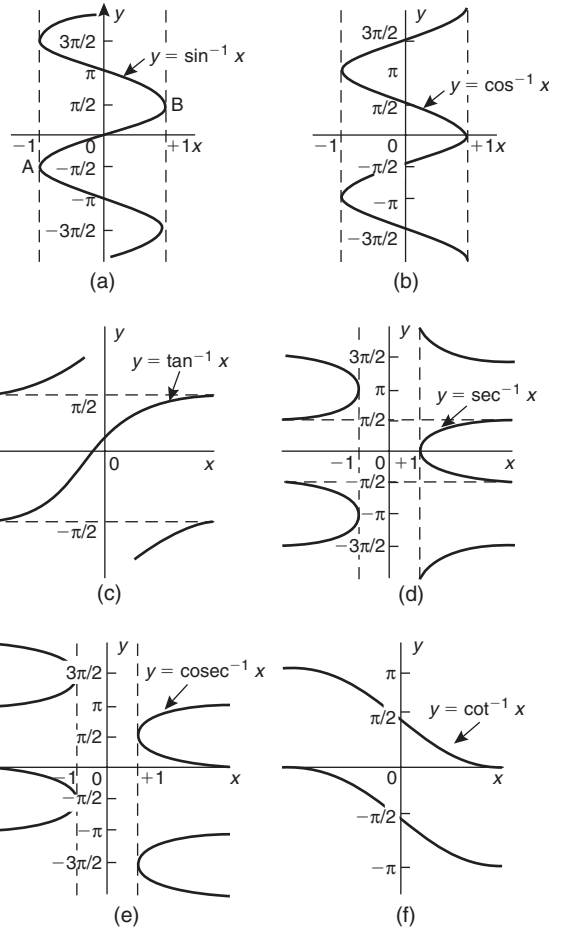 y
3π/2
y = sin⁻¹ x
π
π/2
B
−1
0
+1x
A
−π/2
−π
−3π/2
(a)
y
3π/2
π
y = cos⁻¹ x
π/2
−1
0
+1x
−π/2
−π
−3π/2
(b)
y
y = tan⁻¹ x
π/2
0
x
−π/2
(c)
y
3π/2
π
y = sec⁻¹ x
π/2
−1
0
+1
x
−π/2
−π
−3π/2
(d)
y
3π/2
y = cosec⁻¹ x
π
π/2
−1
0
+1
x
−π/2
−π
−3π/2
(e)
y
π
π/2
y = cot⁻¹ x
0
x
−π/2
−π
(f)